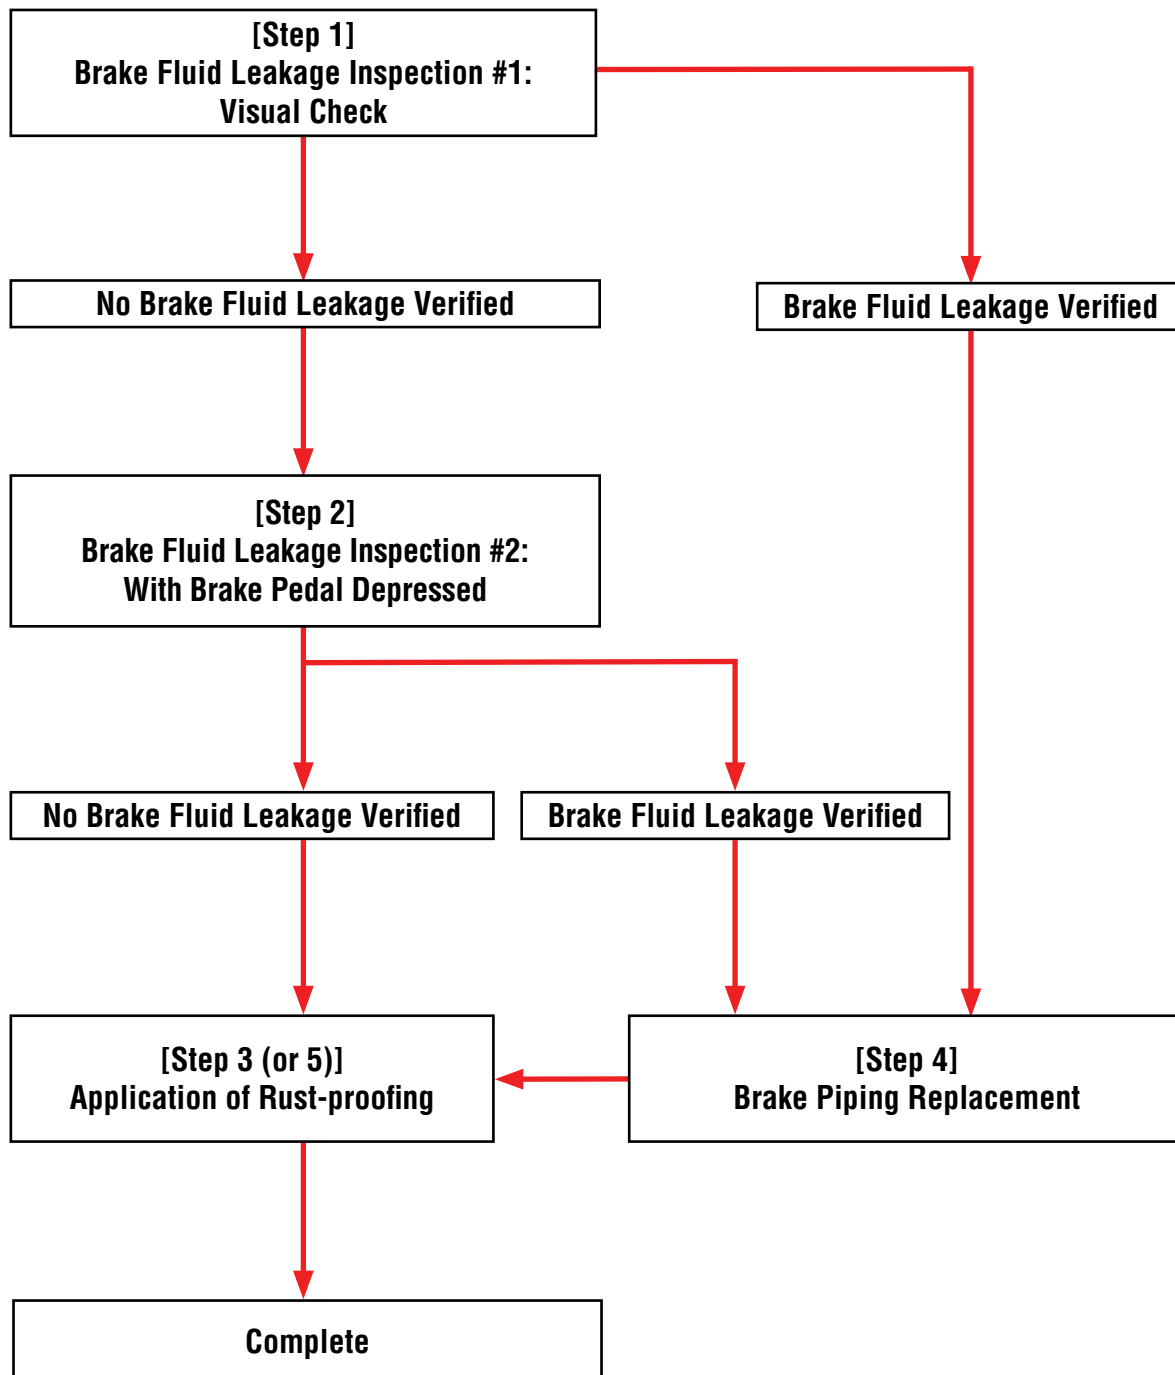 [Step 1]
Brake Fluid Leakage Inspection #1:
Visual Check
No Brake Fluid Leakage Verified
Brake Fluid Leakage Verified
[Step 2]
Brake Fluid Leakage Inspection #2:
With Brake Pedal Depressed
No Brake Fluid Leakage Verified
Brake Fluid Leakage Verified
[Step 3 (or 5)]
Application of Rust-proofing
[Step 4]
Brake Piping Replacement
Complete